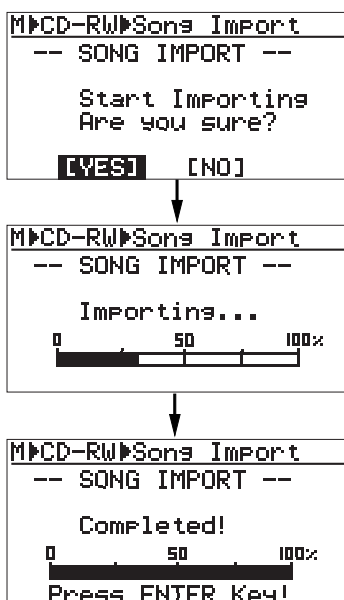 M▶CD-RW▶Song Import
-- SONG IMPORT --
Start Importing
Are you sure?
[YES] [NO]
M▶CD-RW▶Song Import
-- SONG IMPORT --
Importing...
0 50 100%
M▶CD-RW▶Song Import
-- SONG IMPORT --
Completed!
0 50 100%
Press ENTER Key!